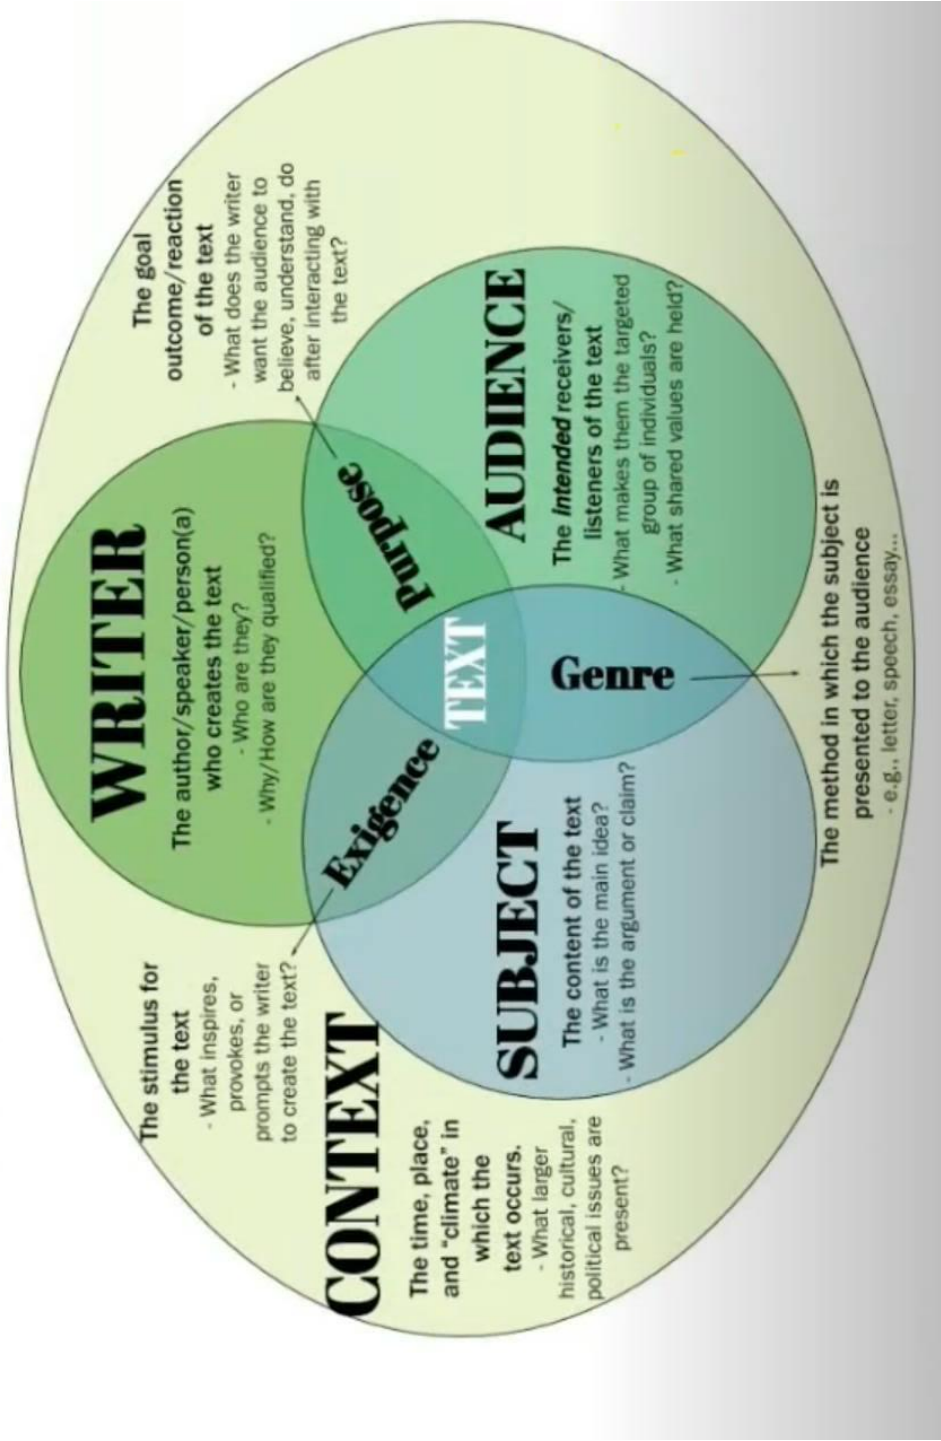 WRITER
The author/speaker/person(a)
who creates the text
- Who are they?
- Why/How are they qualified?
The stimulus for
the text
- What inspires,
provokes, or
prompts the writer
to create the text?
The goal
outcome/reaction
of the text
- What does the writer
want the audience to
believe, understand, do
after interacting with
the text?
Exigence
Purpose
TEXT
Genre
CONTEXT
The time, place,
and "climate" in
which the
text occurs.
- What larger
historical, cultural,
political issues are
present?
SUBJECT
The content of the text
- What is the main idea?
- What is the argument or claim?
AUDIENCE
The Intended receivers/
listeners of the text
- What makes them the targeted
group of individuals?
- What shared values are held?
The method in which the subject is
presented to the audience
- e.g., letter, speech, essay...